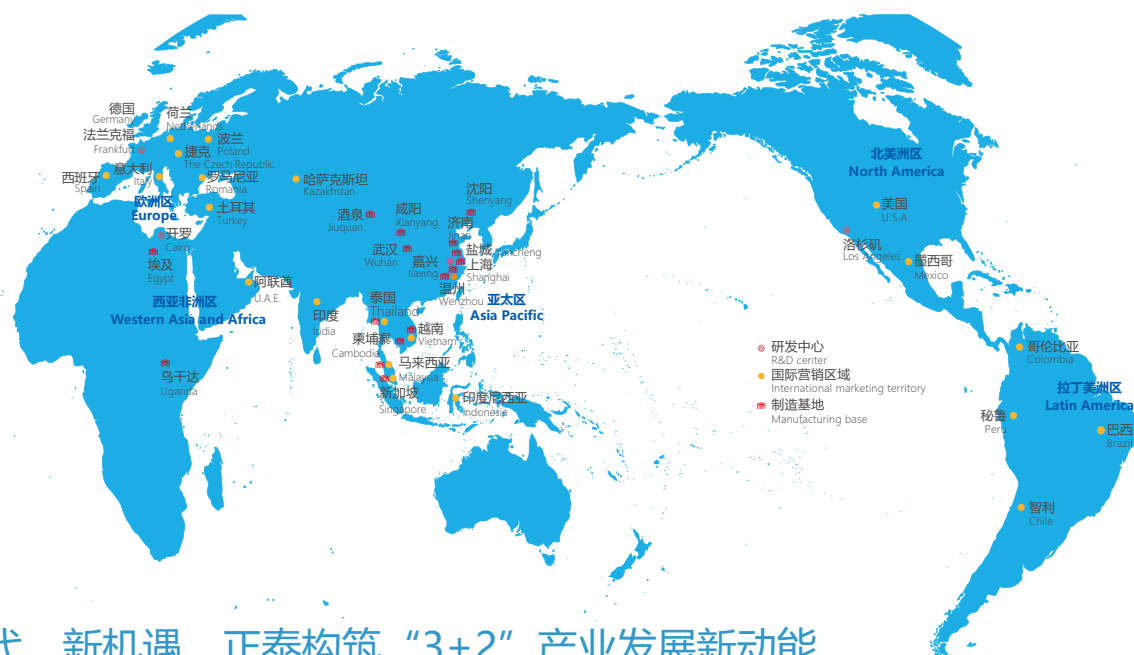 德国
Germany
荷兰
Netherlands
法兰克福
Frankfurt
波兰
Poland
捷克
The Czech Republic
西班牙
Spain
意大利
Italy
罗马尼亚
Romania
欧洲区
Europe
土耳其
Turkey
哈萨克斯坦
Kazakhstan
开罗
Cairo
埃及
Egypt
阿联酋
U.A.E.
西亚非洲区
Western Asia and Africa
乌干达
Uganda
沈阳
Shenyang
酒泉
Jiuquan
咸阳
Xianyang
济南
Jinan
武汉
Wuhan
盐城 Yancheng
嘉兴
Jiaxing
上海
Shanghai
温州
Wenzhou
亚太区
Asia Pacific
印度
India
泰国
Thailand
越南
Vietnam
柬埔寨
Cambodia
马来西亚
Malaysia
新加坡
Singapore
印度尼西亚
Indonesia
北美洲区
North America
美国
U.S.A.
洛杉矶
Los Angeles
墨西哥
Mexico
研发中心
R&D center
国际营销区域
International marketing territory
制造基地
Manufacturing base
哥伦比亚
Colombia
拉丁美洲区
Latin America
秘鲁
Peru
巴西
Brazil
智利
Chile
新机遇 正泰构筑“3+2”产业发展新动能